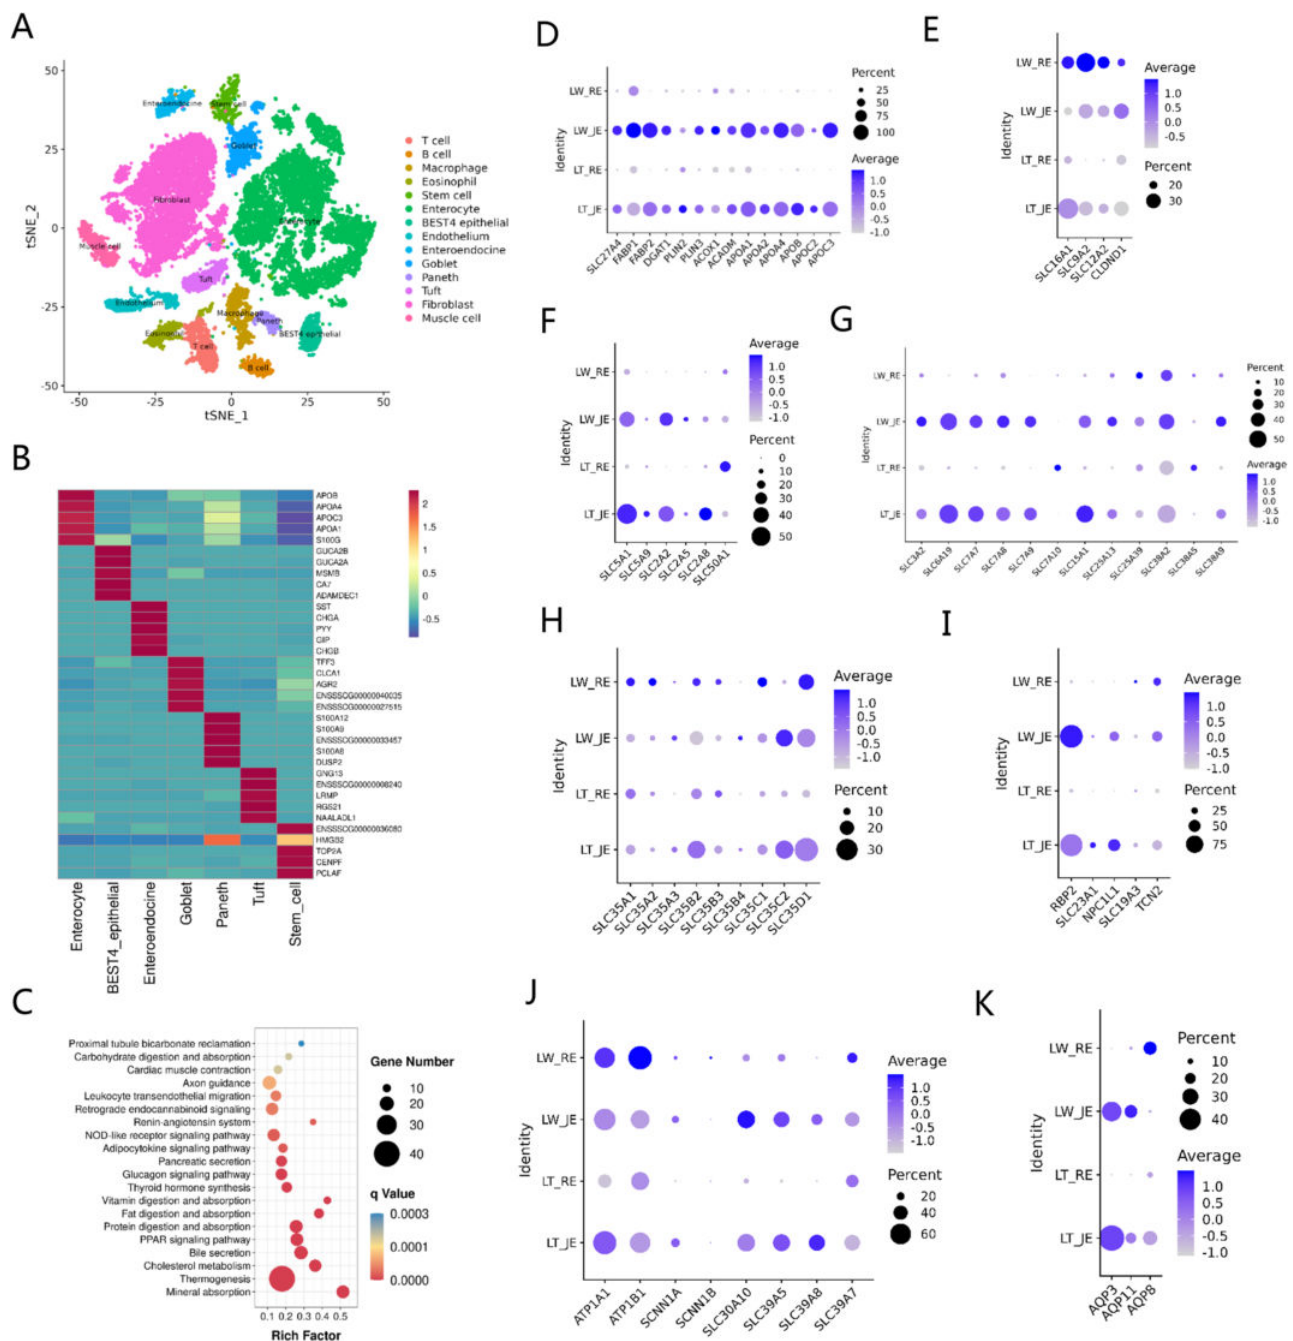 A
50
25
0
-25
-50
-50
-25
0
25
50
tSNE_2
tSNE_1
Enteroendocrine
Stem cell
Goblet
Fibroblast
Enterocyte
Muscle cell
Tuft
Endothelium
Macrophage
Paneth
Eosinophil
T cell
BEST4 epithelial
B cell
T cell
B cell
Macrophage
Eosinophil
Stem cell
Enterocyte
BEST4 epithelial
Endothelium
Enteroendocrine
Goblet
Paneth
Tuft
Fibroblast
Muscle cell
B
APOB
APOA4
APOC3
APOA1
S100G
GUCA2B
GUCA2A
MSMB
CA7
ADAMDEC1
SST
CHGA
PYY
GIP
CHGB
TFF3
CLCA1
AGR2
ENSSSCG00000040035
ENSSSCG00000027515
S100A12
S100A9
ENSSSCG00000033457
S100A8
DUSP2
GNG13
ENSSSCG00000008240
LRMP
RGS21
NAALADL1
ENSSSCG00000036080
HMGB2
TOP2A
CENPF
PCLAF
2
1.5
1
0.5
0
-0.5
Enterocyte
BEST4_epithelial
Enteroendocrine
Goblet
Paneth
Tuft
Stem_cell
C
Proximal tubule bicarbonate reclamation
Carbohydrate digestion and absorption
Cardiac muscle contraction
Axon guidance
Leukocyte transendothelial migration
Retrograde endocannabinoid signaling
Renin-angiotensin system
NOD-like receptor signaling pathway
Adipocytokine signaling pathway
Pancreatic secretion
Glucagon signaling pathway
Thyroid hormone synthesis
Vitamin digestion and absorption
Fat digestion and absorption
Protein digestion and absorption
PPAR signaling pathway
Bile secretion
Cholesterol metabolism
Thermogenesis
Mineral absorption
0.1 0.2 0.3 0.4 0.5
Rich Factor
Gene Number
10
20
30
40
q Value
0.0003
0.0001
0.0000
D
Identity
LW_RE
LW_JE
LT_RE
LT_JE
SLC27A4
FABP1
FABP2
DGAT1
PLIN2
PLIN3
ACOX1
ACADM
APOA1
APOA2
APOA4
APOB
APOC2
APOC3
Percent
25
50
75
100
Average
1.0
0.5
0.0
-0.5
-1.0
E
Identity
LW_RE
LW_JE
LT_RE
LT_JE
SLC16A1
SLC9A2
SLC12A2
CLDND1
Average
1.0
0.5
0.0
-0.5
Percent
20
30
F
Identity
LW_RE
LW_JE
LT_RE
LT_JE
SLC5A1
SLC5A9
SLC2A2
SLC2A5
SLC2A8
SLC50A1
Average
1.0
0.5
0.0
-0.5
-1.0
Percent
0
10
20
30
40
50
G
Identity
LW_RE
LW_JE
LT_RE
LT_JE
SLC3A2
SLC6A19
SLC7A7
SLC7A8
SLC7A9
SLC7A10
SLC15A1
SLC25A13
SLC25A39
SLC38A2
SLC38A5
SLC38A9
Percent
10
20
30
40
50
Average
1.0
0.5
0.0
-0.5
-1.0
H
Identity
LW_RE
LW_JE
LT_RE
LT_JE
SLC35A1
SLC35A2
SLC35A3
SLC35B2
SLC35B3
SLC35B4
SLC35C1
SLC35C2
SLC35D1
Average
1.0
0.5
0.0
-0.5
-1.0
Percent
10
20
30
I
Identity
LW_RE
LW_JE
LT_RE
LT_JE
RBP2
SLC23A1
NPC1L1
SLC19A3
TCN2
Average
1.0
0.5
0.0
-0.5
-1.0
Percent
25
50
75
J
Identity
LW_RE
LW_JE
LT_RE
LT_JE
ATP1A1
ATP1B1
SCNN1A
SCNN1B
SLC30A10
SLC39A5
SLC39A8
SLC39A7
Average
1.0
0.5
0.0
-0.5
-1.0
Percent
20
40
60
K
Identity
LW_RE
LW_JE
LT_RE
LT_JE
AQP3
AQP11
AQP8
Percent
10
20
30
40
Average
1.0
0.5
0.0
-0.5
-1.0